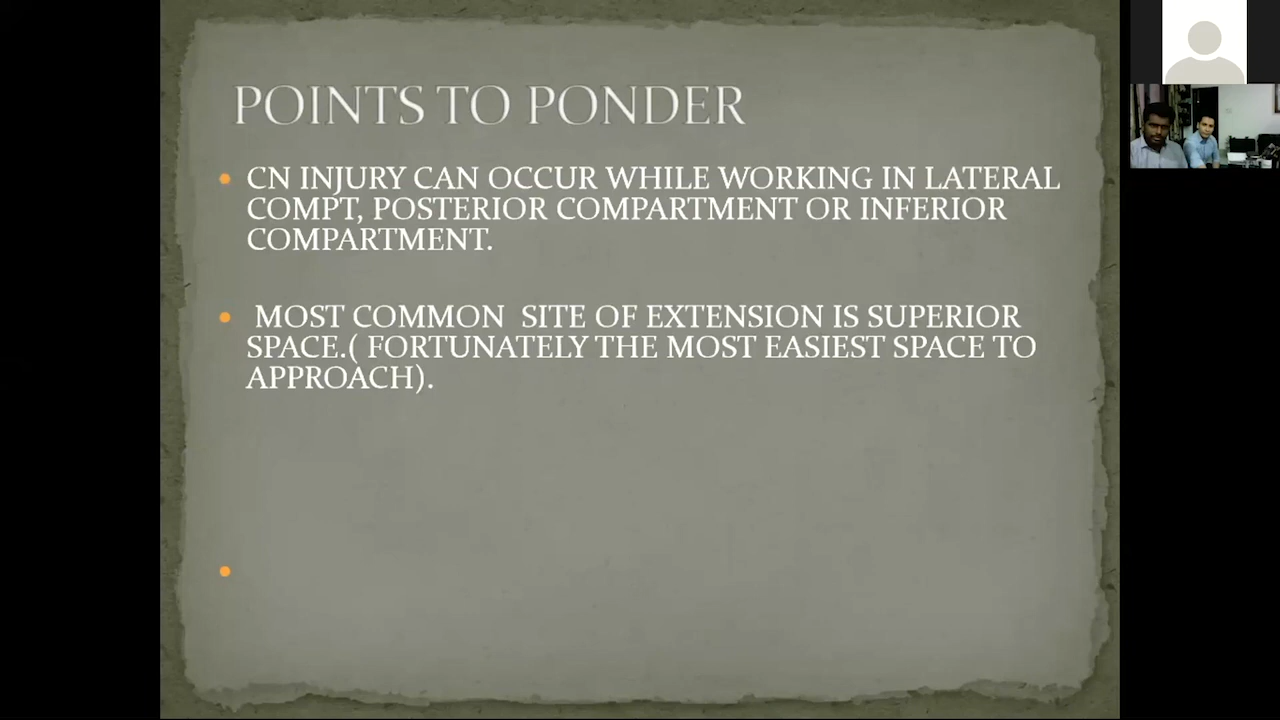 POINTS TO PONDER
CN INJURY CAN OCCUR WHILE WORKING IN LATERAL
COMPT, POSTERIOR COMPARTMENT OR INFERIOR
COMPARTMENT.
MOST COMMON  SITE OF EXTENSION IS SUPERIOR
SPACE.( FORTUNATELY THE MOST EASIEST SPACE TO
APPROACH).